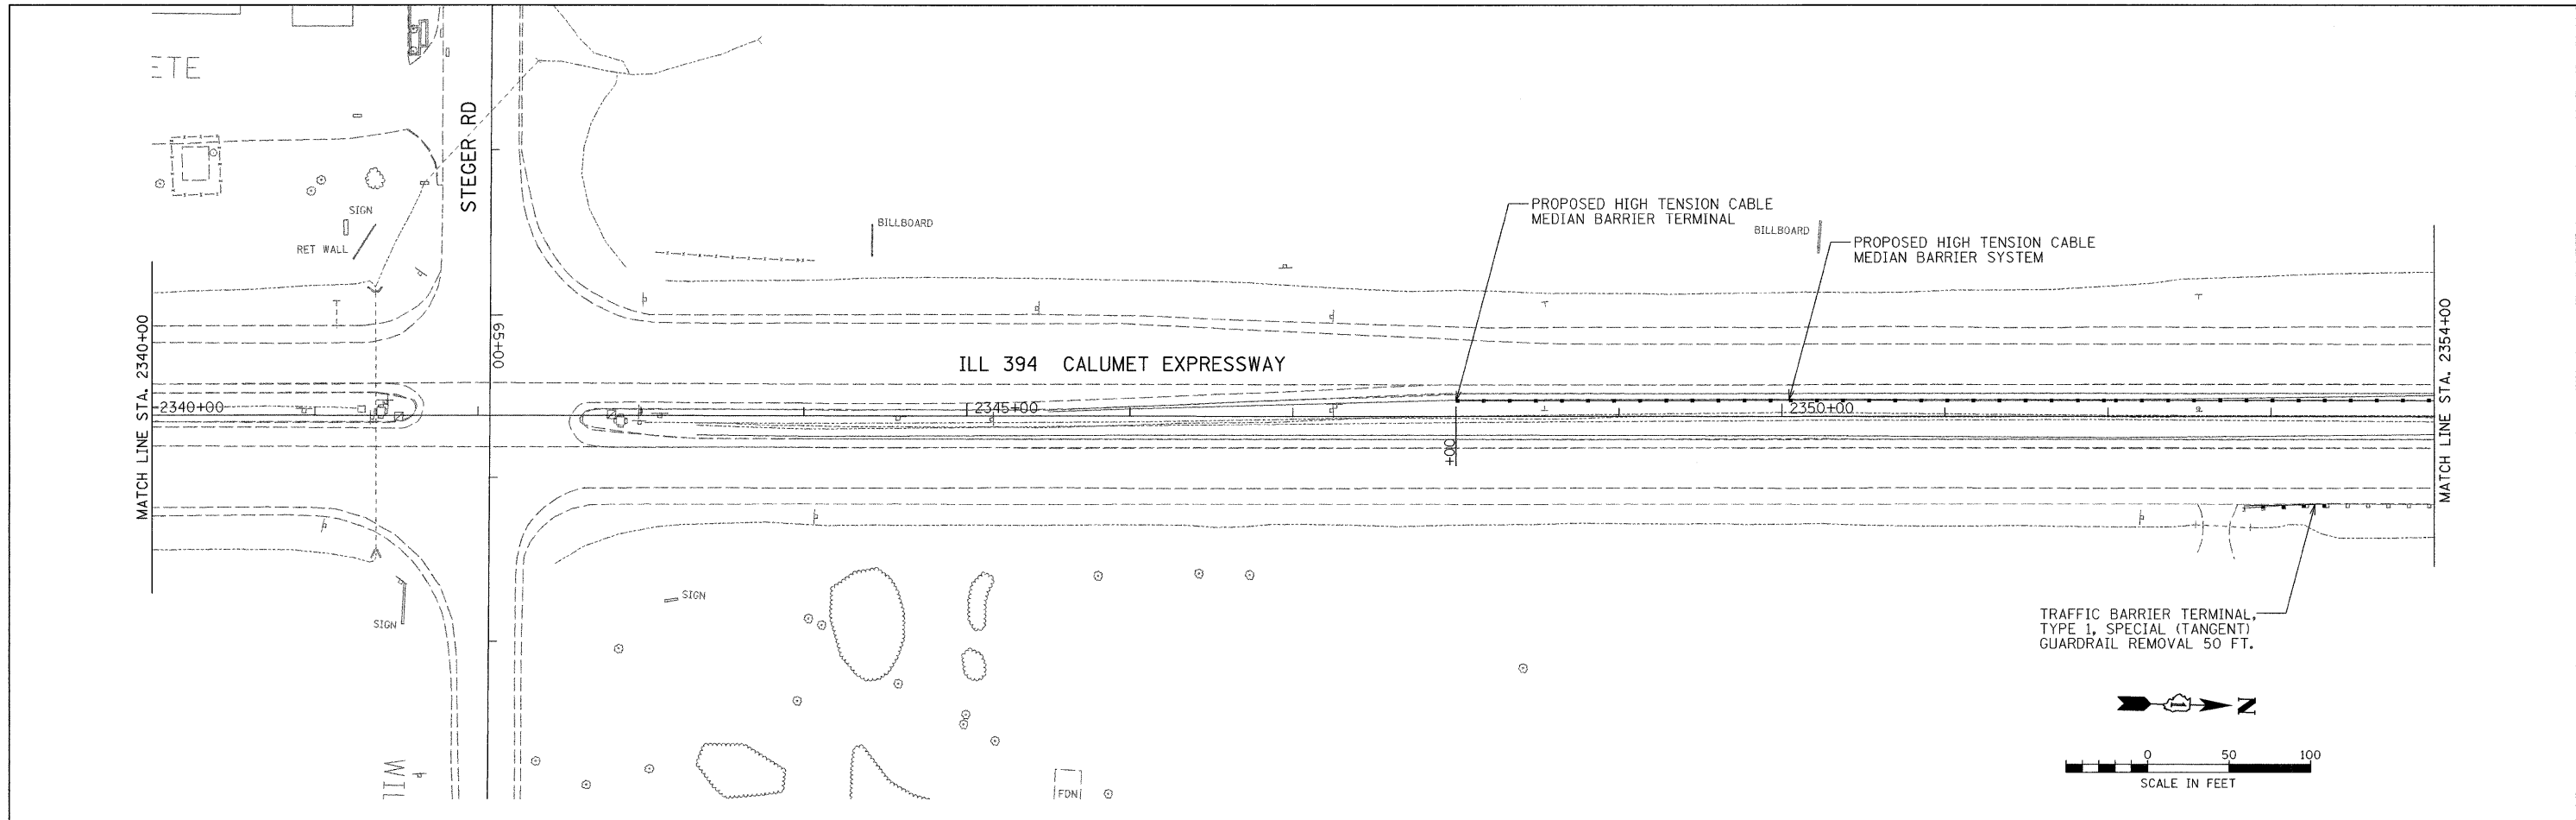 ETE
STEGER RD
SIGN
RET WALL
BILLBOARD
PROPOSED HIGH TENSION CABLE
MEDIAN BARRIER TERMINAL
BILLBOARD
PROPOSED HIGH TENSION CABLE
MEDIAN BARRIER SYSTEM
MATCH LINE STA. 2340+00
65+00
ILL 394 CALUMET EXPRESSWAY
MATCH LINE STA. 2354+00
2340+00
2345+00
2350+00
+00
SIGN
SIGN
TRAFFIC BARRIER TERMINAL,
TYPE 1, SPECIAL (TANGENT)
GUARDRAIL REMOVAL 50 FT.
N
WIL
FDN
0 50 100
SCALE IN FEET